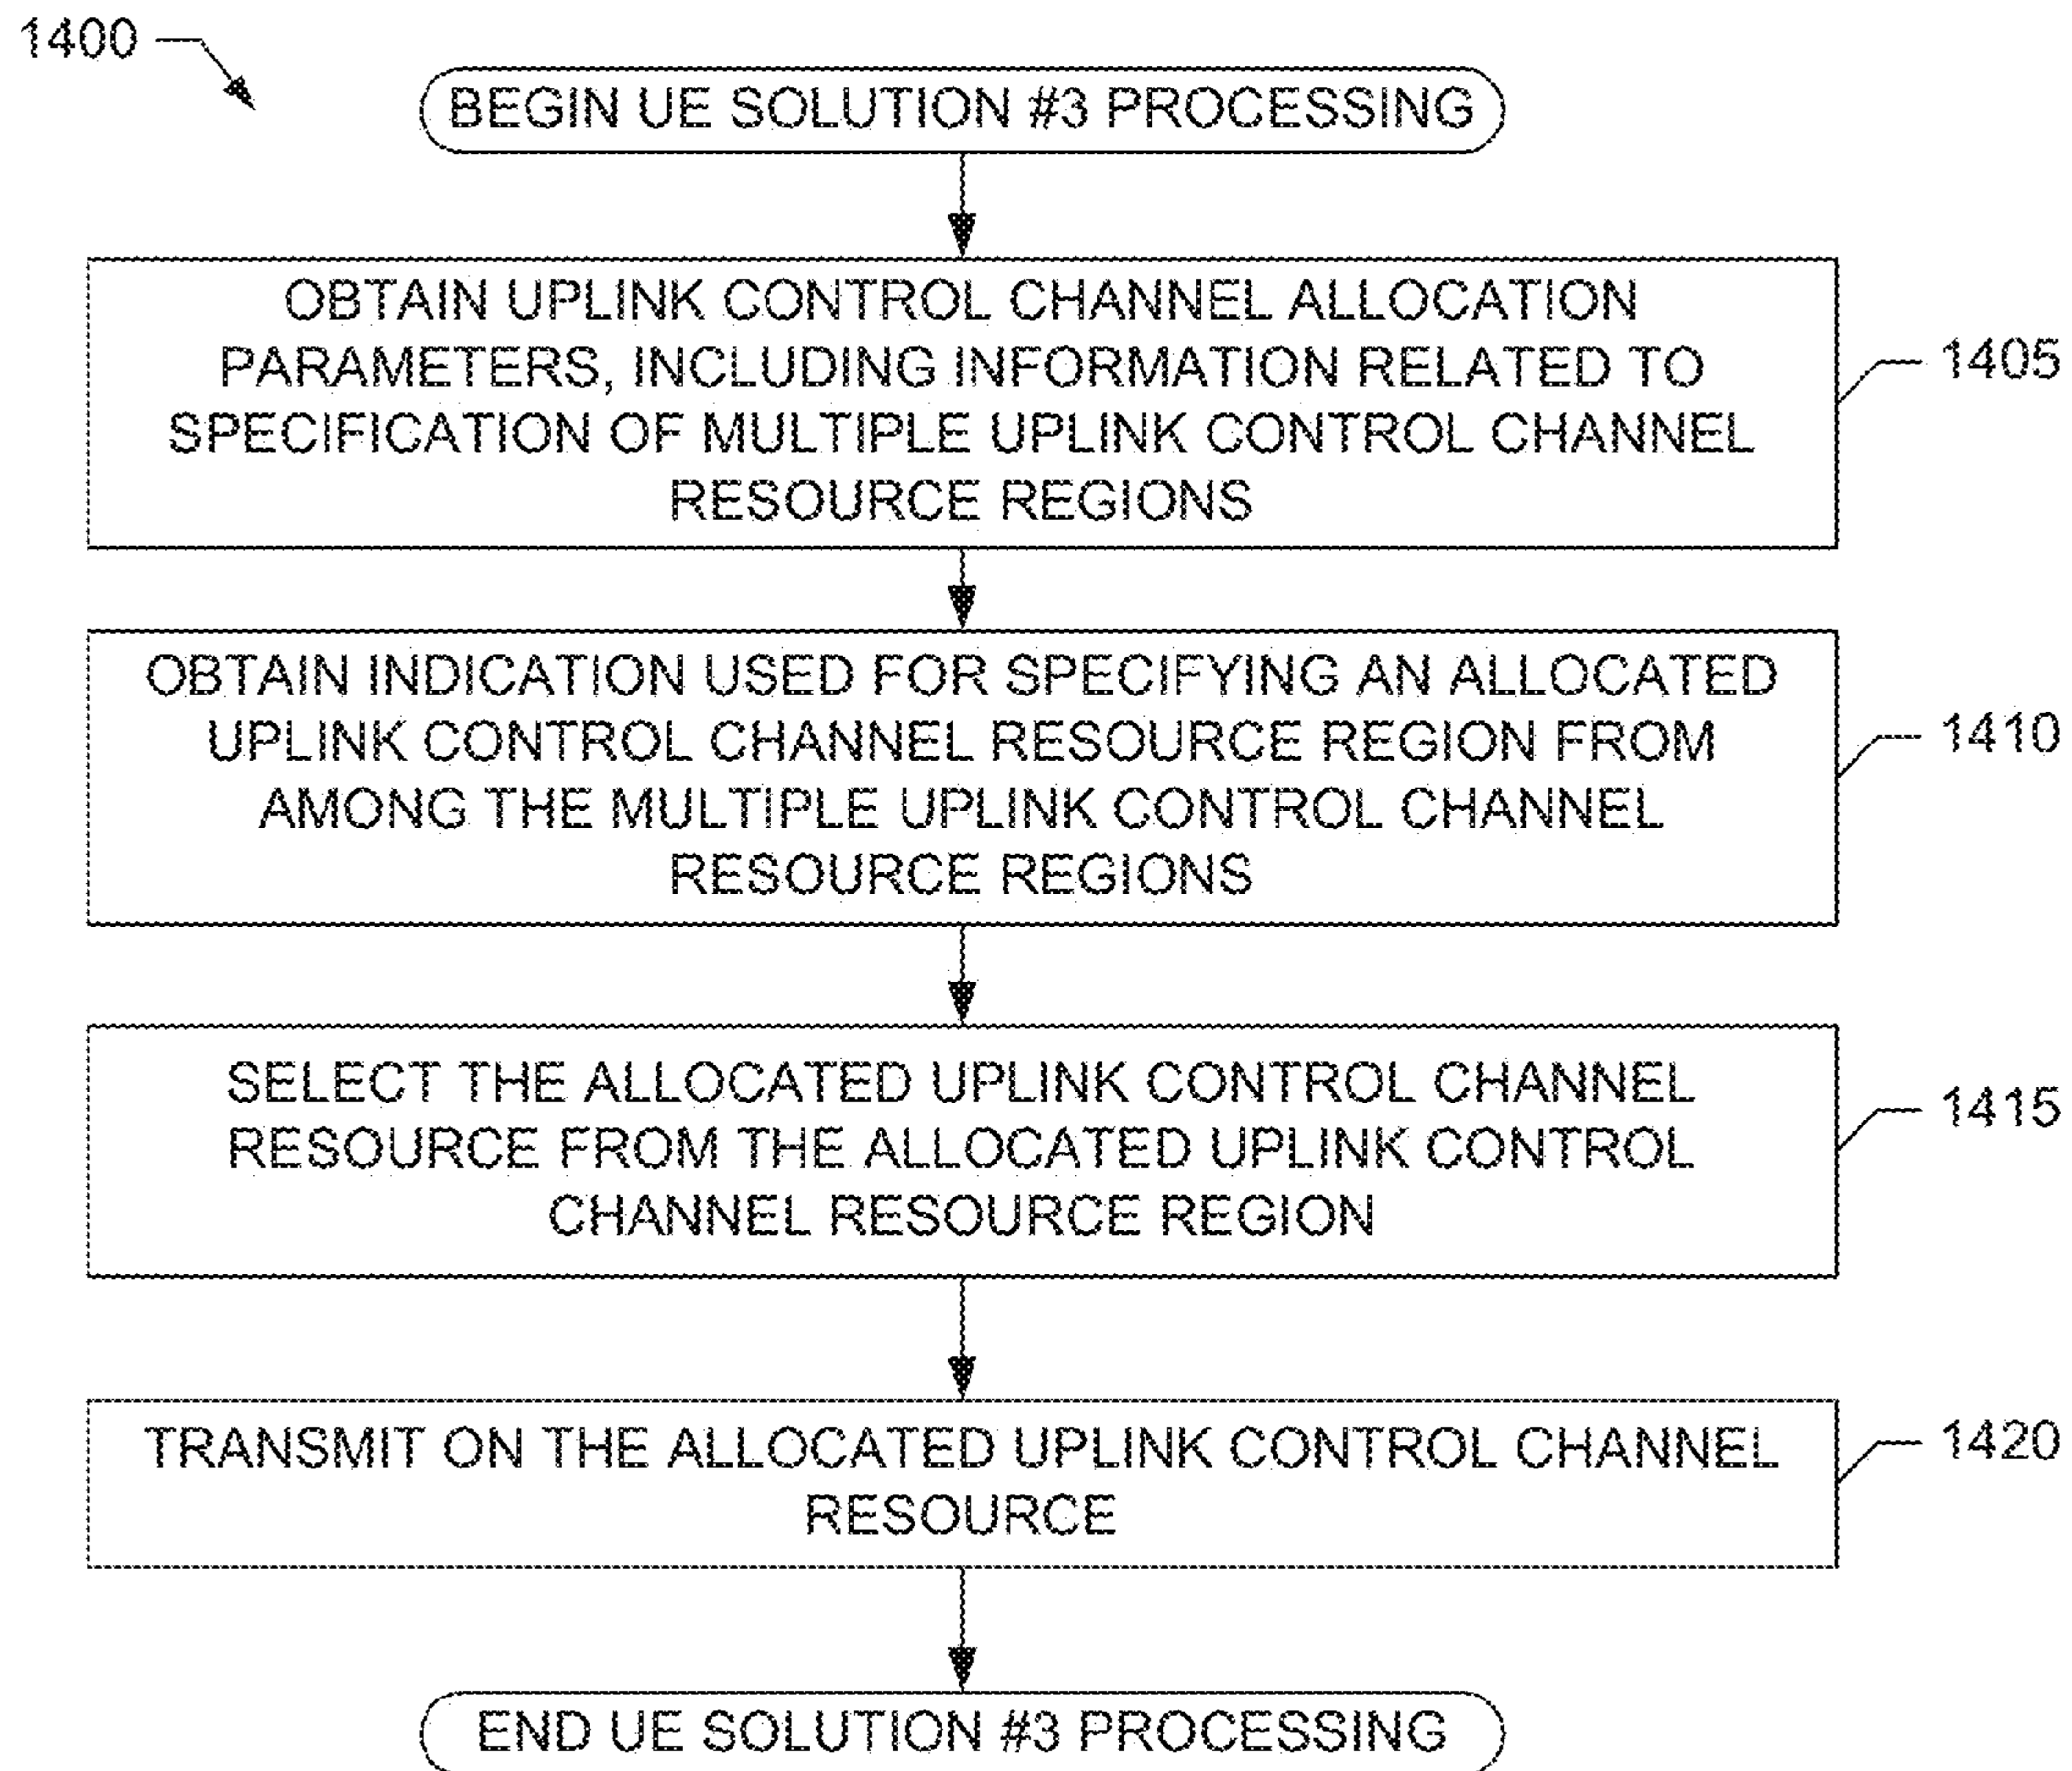 1400
BEGIN UE SOLUTION #3 PROCESSING
OBTAIN UPLINK CONTROL CHANNEL ALLOCATION
PARAMETERS, INCLUDING INFORMATION RELATED TO
SPECIFICATION OF MULTIPLE UPLINK CONTROL CHANNEL
RESOURCE REGIONS
1405
OBTAIN INDICATION USED FOR SPECIFYING AN ALLOCATED
UPLINK CONTROL CHANNEL RESOURCE REGION FROM
AMONG THE MULTIPLE UPLINK CONTROL CHANNEL
RESOURCE REGIONS
1410
SELECT THE ALLOCATED UPLINK CONTROL CHANNEL
RESOURCE FROM THE ALLOCATED UPLINK CONTROL
CHANNEL RESOURCE REGION
1415
TRANSMIT ON THE ALLOCATED UPLINK CONTROL CHANNEL
RESOURCE
1420
END UE SOLUTION #3 PROCESSING